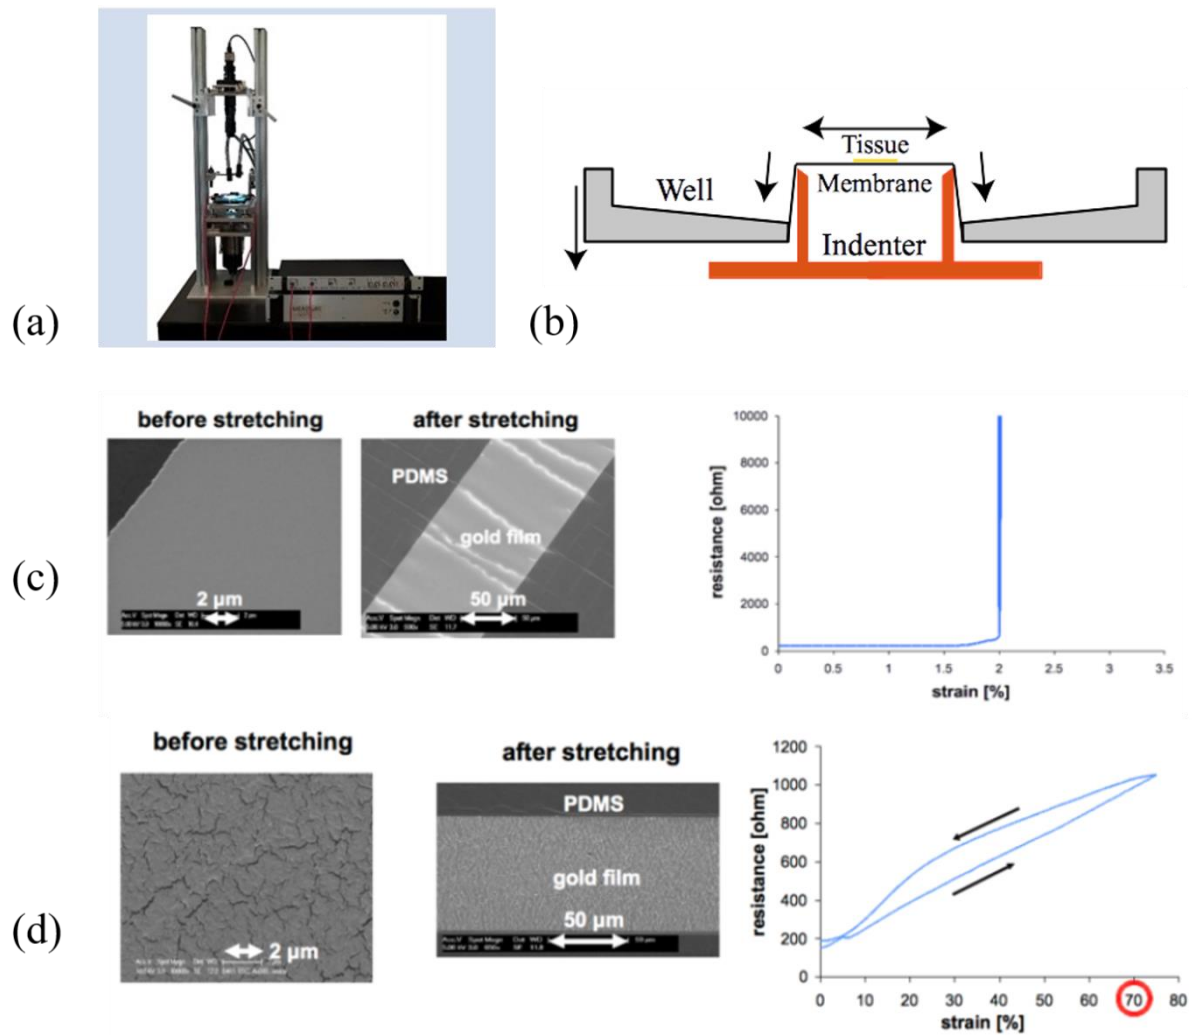 (a)
Tissue
Well
Membrane
Indenter
(b)
before stretching
after stretching
PDMS
gold film
2 µm
50 µm
10000
8000
6000
4000
2000
0
resistance [ohm]
0 0.5 1 1.5 2 2.5 3 3.5
strain [%]
(c)
before stretching
after stretching
PDMS
gold film
2 µm
50 µm
1200
1000
800
600
400
200
0
resistance [ohm]
0 10 20 30 40 50 60 70 80
strain [%]
(d)